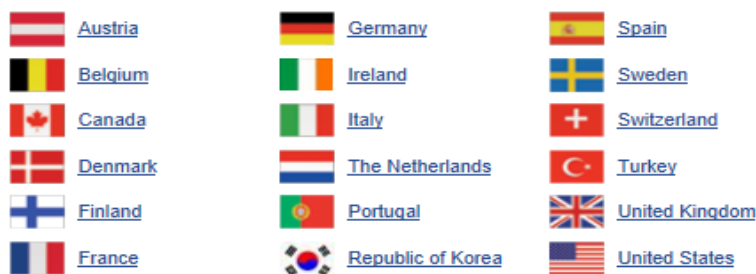 Austria
Belgium
Canada
Denmark
Finland
France
Germany
Ireland
Italy
The Netherlands
Portugal
Republic of Korea
Spain
Sweden
Switzerland
Turkey
United Kingdom
United States